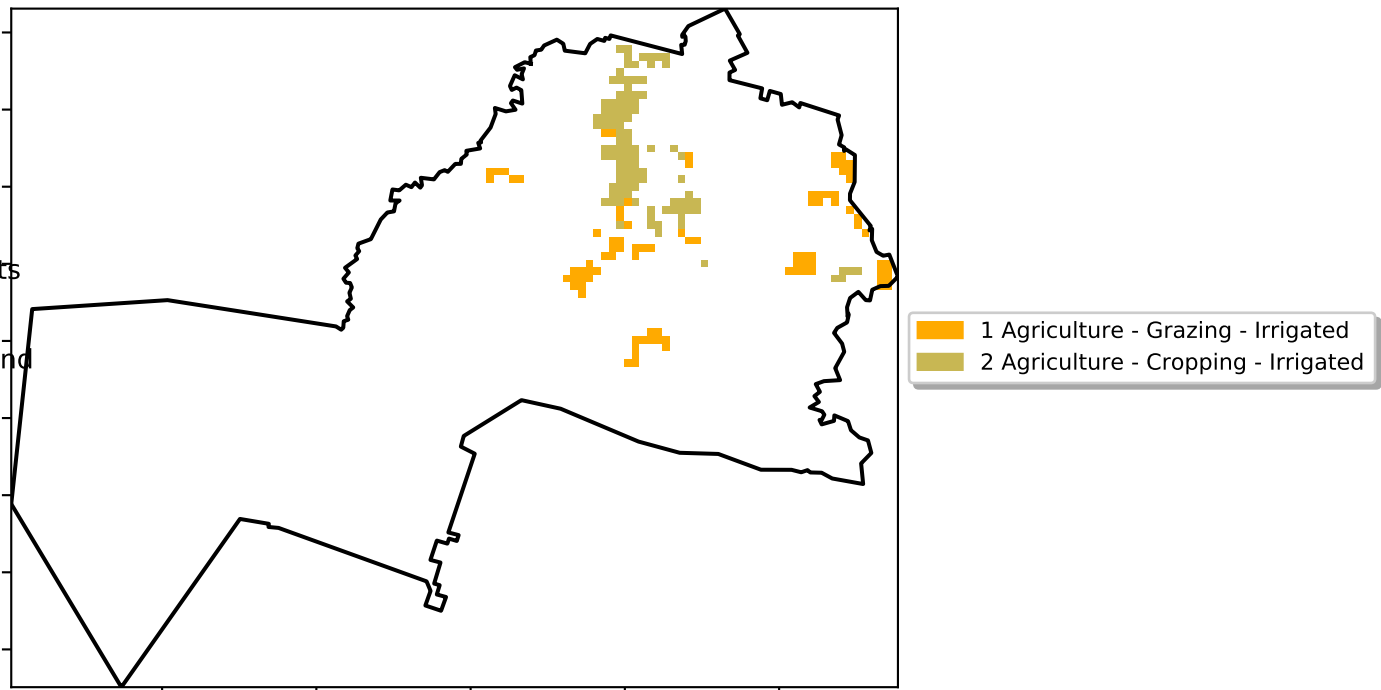 ts
nd
1 Agriculture - Grazing - Irrigated
2 Agriculture - Cropping - Irrigated